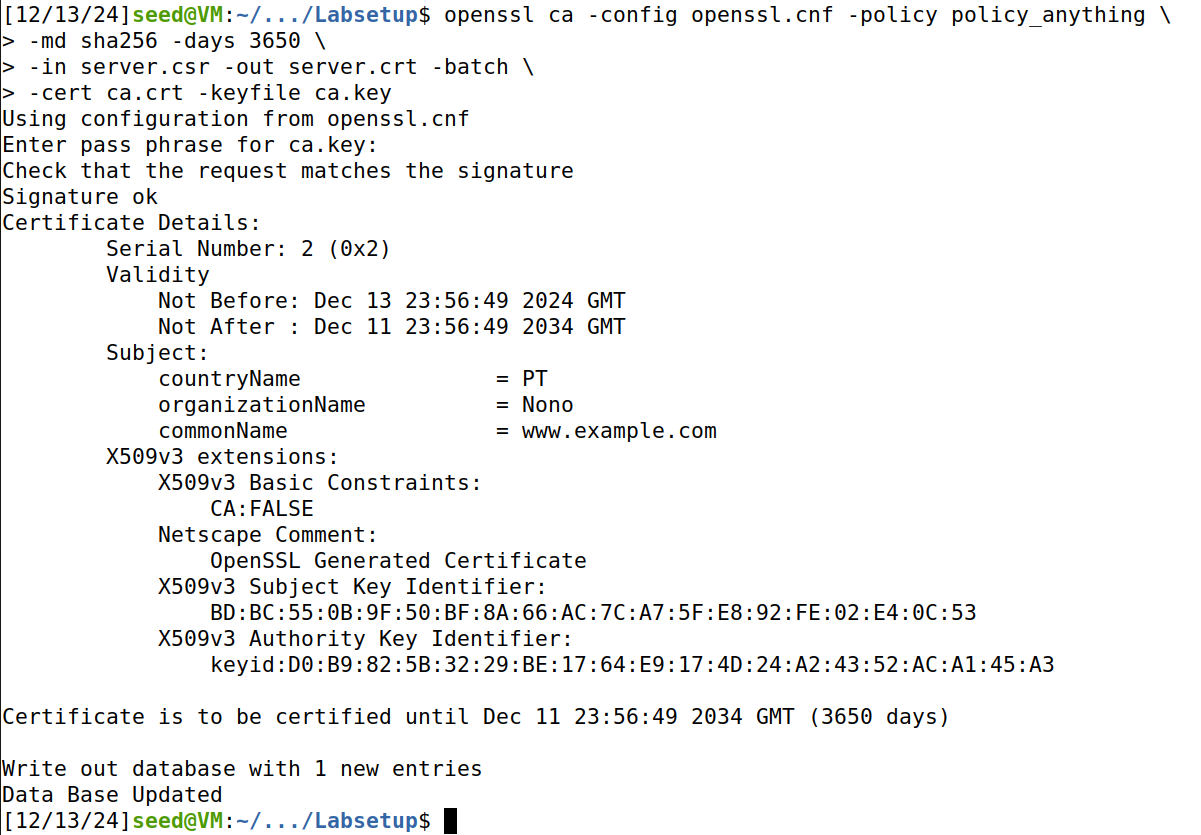 [12/13/24]seed@VM:~/.../Labsetup$ openssl ca -config openssl.cnf -policy policy_anything \
> -md sha256 -days 3650 \
> -in server.csr -out server.crt -batch \
> -cert ca.crt -keyfile ca.key
Using configuration from openssl.cnf
Enter pass phrase for ca.key:
Check that the request matches the signature
Signature ok
Certificate Details:
        Serial Number: 2 (0x2)
        Validity
            Not Before: Dec 13 23:56:49 2024 GMT
            Not After : Dec 11 23:56:49 2034 GMT
        Subject:
            countryName               = PT
            organizationName          = Nono
            commonName                = www.example.com
        X509v3 extensions:
            X509v3 Basic Constraints:
                CA:FALSE
            Netscape Comment:
                OpenSSL Generated Certificate
            X509v3 Subject Key Identifier:
                BD:BC:55:0B:9F:50:BF:8A:66:AC:7C:A7:5F:E8:92:FE:02:E4:0C:53
            X509v3 Authority Key Identifier:
                keyid:D0:B9:82:5B:32:29:BE:17:64:E9:17:4D:24:A2:43:52:AC:A1:45:A3
Certificate is to be certified until Dec 11 23:56:49 2034 GMT (3650 days)
Write out database with 1 new entries
Data Base Updated
[12/13/24]seed@VM:~/.../Labsetup$